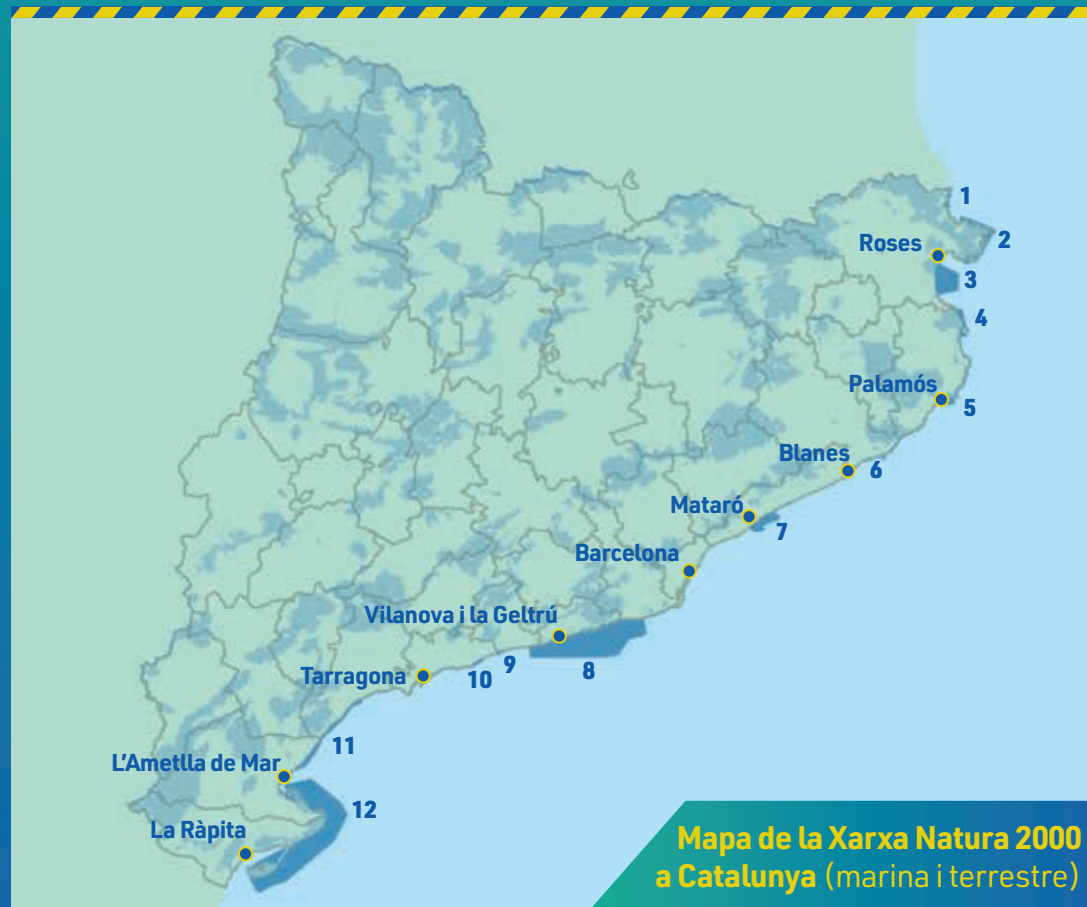 1
Roses
2
3
4
Palamós
5
Blanes
6
Mataró
7
Barcelona
Vilanova i la Geltrú
8
9
Tarragona
10
11
L'Ametlla de Mar
12
La Ràpita
Mapa de la Xarxa Natura 2000
a Catalunya (marina i terrestre)